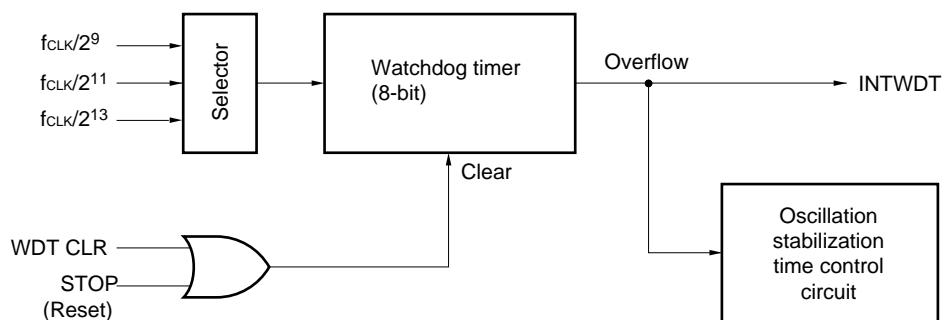 fCLK/2⁹
fCLK/2¹¹
fCLK/2¹³
Selector
Watchdog timer
(8-bit)
Overflow
INTWDT
Clear
WDT CLR
STOP
(Reset)
Oscillation
stabilization
time control
circuit